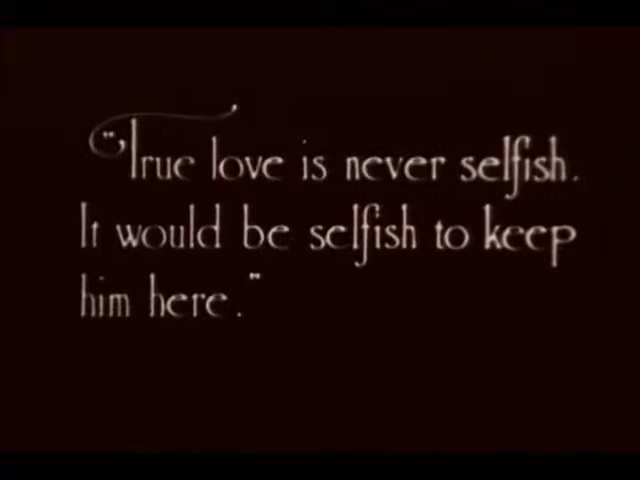 "True love is never selfish.
It would be selfish to keep
him here."